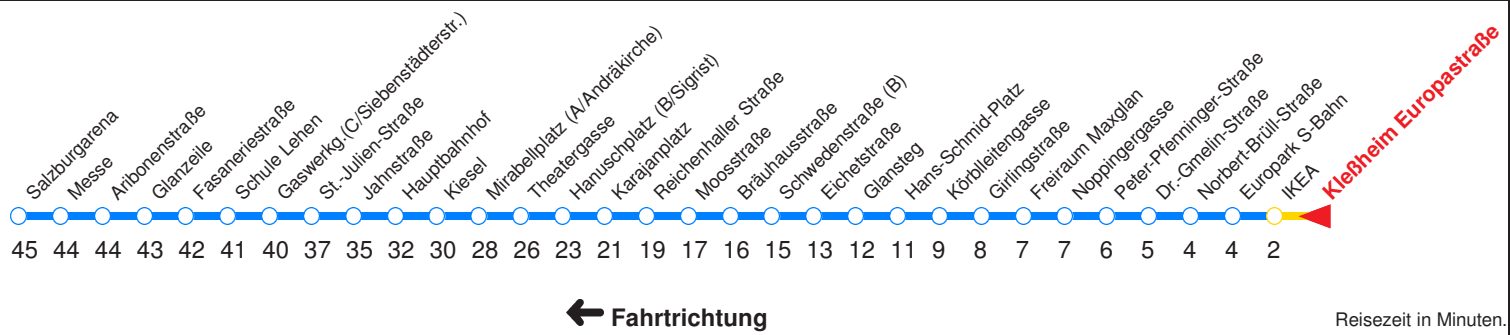 Salzburgarena
Messe
Aribonenstraße
Glanzeile
Fasaneriestraße
Schule Lehen
Gaswerkg.(C/Siebenstädterstr.)
St.-Julien-Straße
Jahnstraße
Hauptbahnhof
Kiesel
Mirabellplatz (A/Andräkirche)
Theatergasse
Hanuschplatz (B/Sigrist)
Karajanplatz
Reichenhaller Straße
Moosstraße
Bräuhausstraße
Schwedenstraße (B)
Eichetstraße
Glansteg
Hans-Schmid-Platz
Körblleitengasse
Girlingstraße
Freiraum Maxglan
Noppingergasse
Peter-Pfenninger-Straße
Dr.-Gmelin-Straße
Norbert-Brüll-Straße
Europark S-Bahn
IKEA
Kleßheim Europastraße
45 44 44 43 42 41 40 37 35 32 30 28 26 23 21 19 17 16 15 13 12 11 9 8 7 7 6 5 4 4 2
Fahrtrichtung
Reisezeit in Minuten.